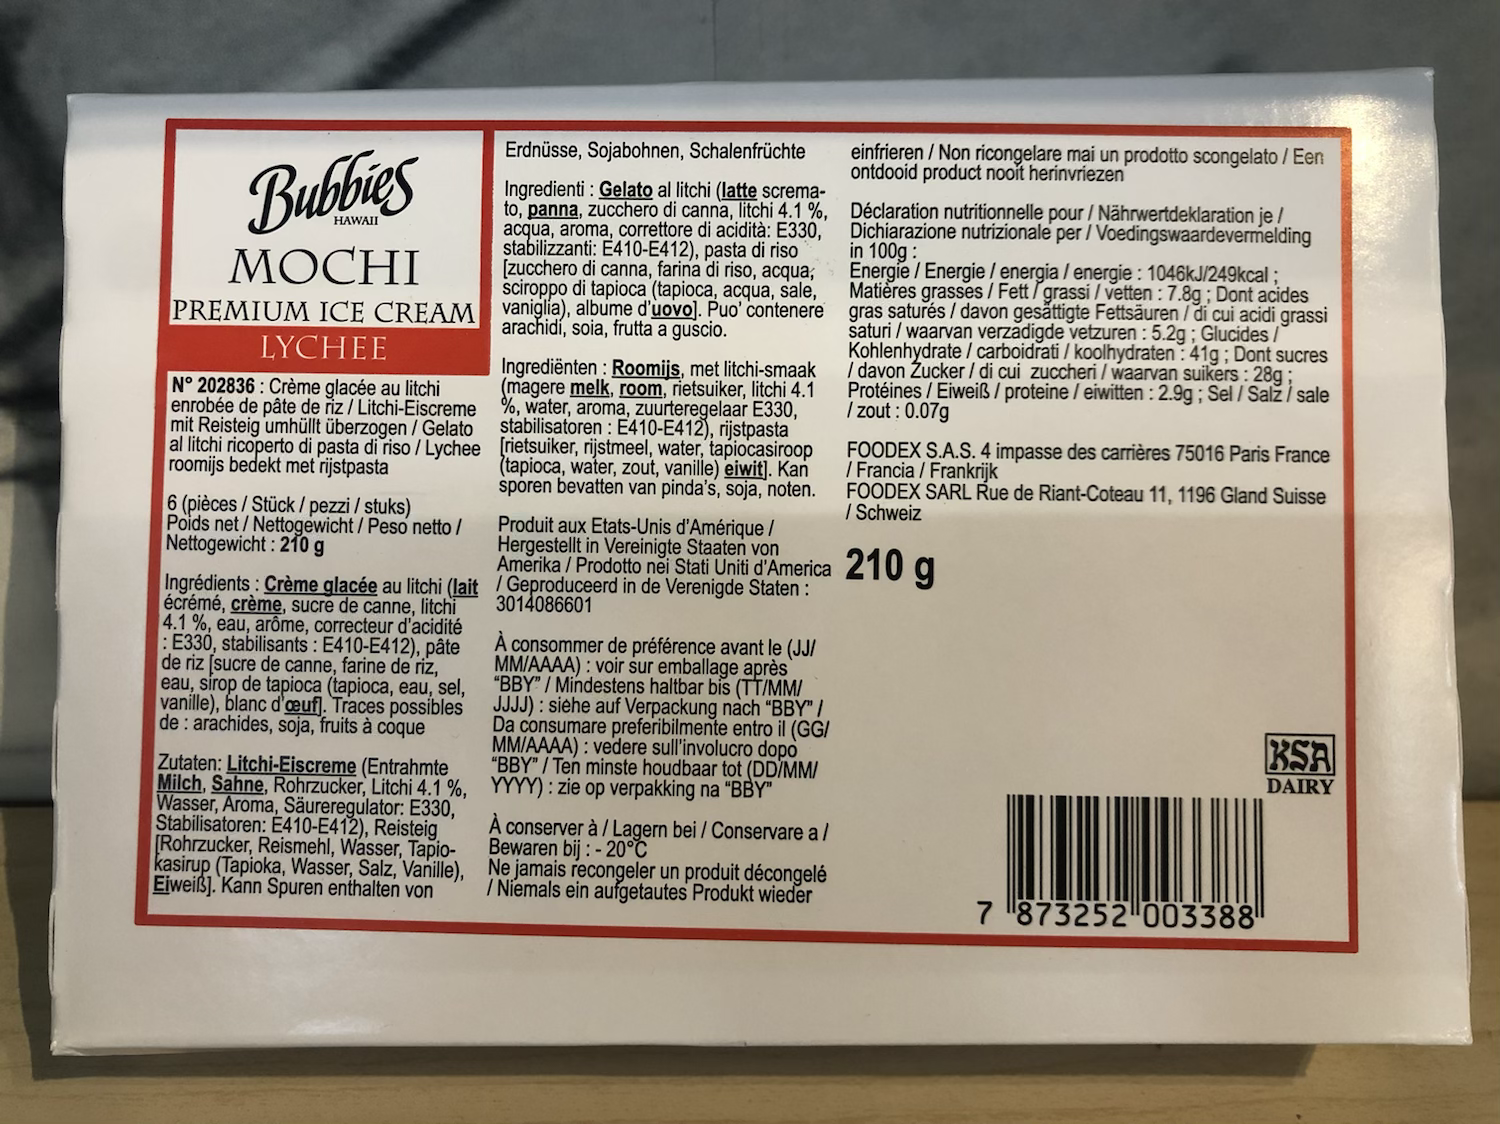 Bubbies
HAWAII
MOCHI
PREMIUM ICE CREAM
LYCHEE
N° 202836 : Crème glacée au litchi
enrobée de pâte de riz / Litchi-Eiscreme
mit Reisteig umhüllt überzogen / Gelato
al litchi ricoperto di pasta di riso / Lychee
roomijs bedekt met rijstpasta
6 (pièces / Stück / pezzi / stuks)
Poids net / Nettogewicht / Peso netto /
Nettogewicht : 210 g
Ingrédients : Crème glacée au litchi (lait
écrémé, crème, sucre de canne, litchi
4.1 %, eau, arôme, correcteur d'acidité
: E330, stabilisants : E410-E412), pâte
de riz [sucre de canne, farine de riz,
eau, sirop de tapioca (tapioca, eau, sel,
vanille), blanc d'œuf]. Traces possibles
de : arachides, soja, fruits à coque
Zutaten: Litchi-Eiscreme (Entrahmte
Milch, Sahne, Rohrzucker, Litchi 4.1 %,
Wasser, Aroma, Säureregulator: E330,
Stabilisatoren: E410-E412), Reisteig
[Rohrzucker, Reismehl, Wasser, Tapio-
kasirup (Tapioka, Wasser, Salz, Vanille),
Eiweiß]. Kann Spuren enthalten von
Erdnüsse, Sojabohnen, Schalenfrüchte
Ingredienti : Gelato al litchi (latte screma-
to, panna, zucchero di canna, litchi 4.1 %,
acqua, aroma, correttore di acidità: E330,
stabilizzanti: E410-E412), pasta di riso
[zucchero di canna, farina di riso, acqua,
sciroppo di tapioca (tapioca, acqua, sale,
vaniglia), albume d'uovo]. Puo' contenere
arachidi, soia, frutta a guscio.
Ingrediënten : Roomijs, met litchi-smaak
(magere melk, room, rietsuiker, litchi 4.1
%, water, aroma, zuurteregelaar E330,
stabilisatoren : E410-E412), rijstpasta
[rietsuiker, rijstmeel, water, tapiocasiroop
(tapioca, water, zout, vanille) eiwit]. Kan
sporen bevatten van pinda's, soja, noten.
Produit aux Etats-Unis d'Amérique /
Hergestellt in Vereinigte Staaten von
Amerika / Prodotto nei Stati Uniti d'America
/ Geproduceerd in de Verenigde Staten :
3014086601
À consommer de préférence avant le (JJ/
MM/AAAA) : voir sur emballage après
"BBY" / Mindestens haltbar bis (TT/MM/
JJJJ) : siehe auf Verpackung nach "BBY" /
Da consumare preferibilmente entro il (GG/
MM/AAAA) : vedere sull'involucro dopo
"BBY" / Ten minste houdbaar tot (DD/MM/
YYYY) : zie op verpakking na "BBY"
À conserver à / Lagern bei / Conservare a /
Bewaren bij : - 20°C
Ne jamais recongeler un produit décongelé
/ Niemals ein aufgetautes Produkt wieder
einfrieren / Non ricongelare mai un prodotto scongelato / Een
ontdooid product nooit herinvriezen
Déclaration nutritionnelle pour / Nährwertdeklaration je /
Dichiarazione nutrizionale per / Voedingswaardevermelding
in 100g :
Energie / Energie / energia / energie : 1046kJ/249kcal ;
Matières grasses / Fett / grassi / vetten : 7.8g ; Dont acides
gras saturés / davon gesättigte Fettsäuren / di cui acidi grassi
saturi / waarvan verzadigde vetzuren : 5.2g ; Glucides /
Kohlenhydrate / carboidrati / koolhydraten : 41g ; Dont sucres
/ davon Zucker / di cui zuccheri / waarvan suikers : 28g ;
Protéines / Eiweiß / proteine / eiwitten : 2.9g ; Sel / Salz / sale
/ zout : 0.07g
FOODEX S.A.S. 4 impasse des carrières 75016 Paris France
/ Francia / Frankrijk
FOODEX SARL Rue de Riant-Coteau 11, 1196 Gland Suisse
/ Schweiz
210 g
KSA
DAIRY
7 873252 003388